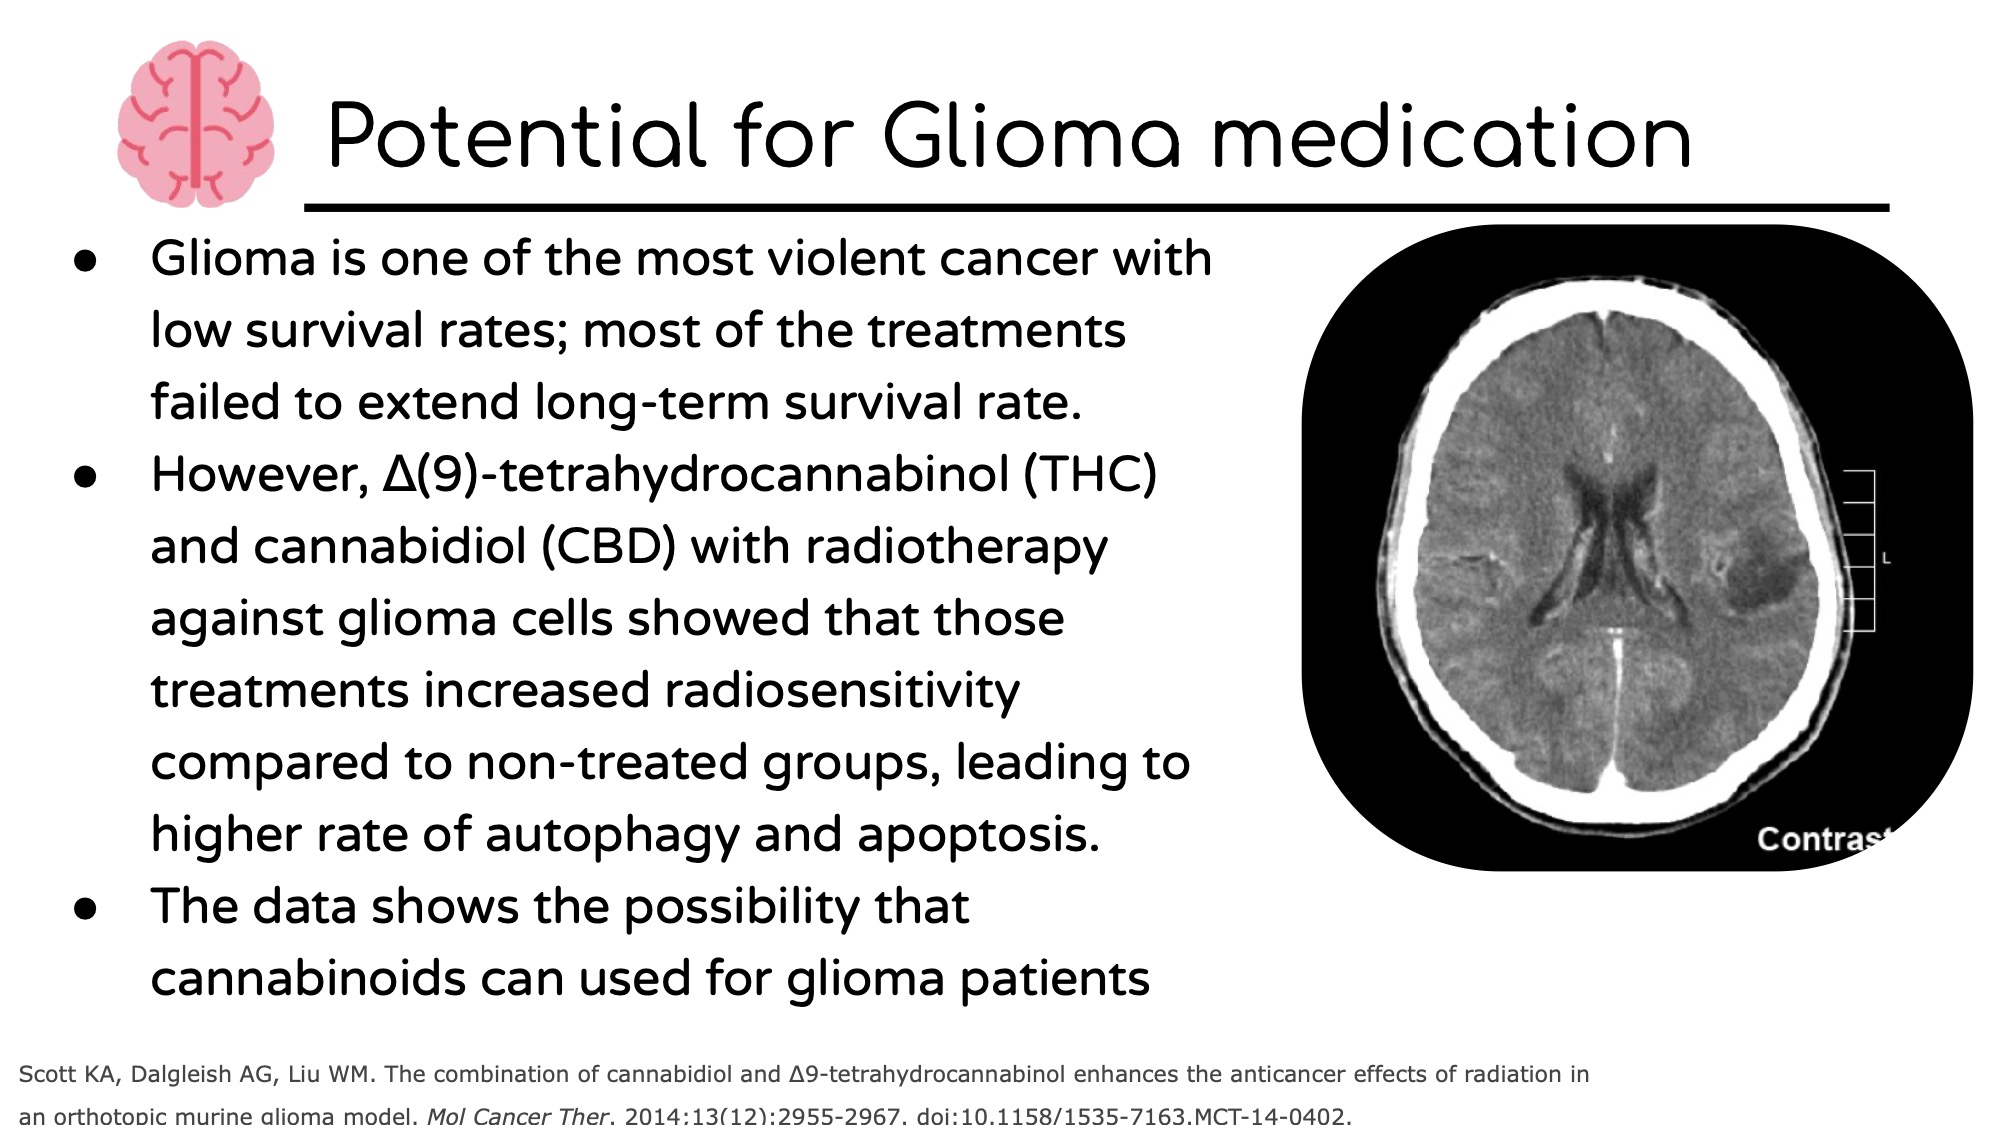 Potential for Glioma medication
● Glioma is one of the most violent cancer with
low survival rates; most of the treatments
failed to extend long-term survival rate.
● However, Δ(9)-tetrahydrocannabinol (THC)
and cannabidiol (CBD) with radiotherapy
against glioma cells showed that those
treatments increased radiosensitivity
compared to non-treated groups, leading to
higher rate of autophagy and apoptosis.
● The data shows the possibility that
cannabinoids can used for glioma patients
L
Contrast
Scott KA, Dalgleish AG, Liu WM. The combination of cannabidiol and Δ9-tetrahydrocannabinol enhances the anticancer effects of radiation in
an orthotopic murine glioma model. Mol Cancer Ther. 2014;13(12):2955-2967. doi:10.1158/1535-7163.MCT-14-0402.